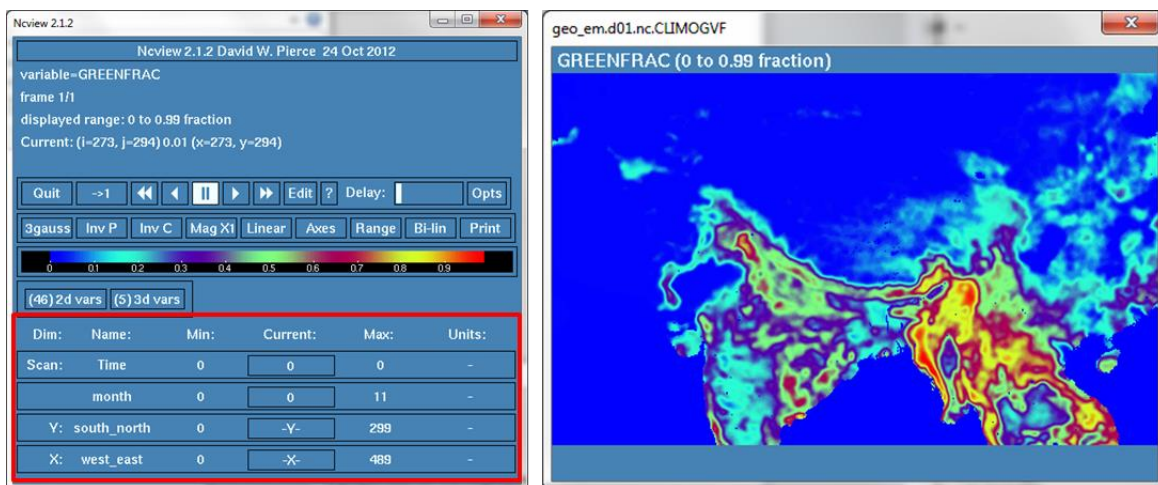 Ncview 2.1.2
Ncview 2.1.2 David W. Pierce 24 Oct 2012
variable=GREENFRAC
frame 1/1
displayed range: 0 to 0.99 fraction
Current: (i=273, j=294) 0.01 (x=273, y=294)
Quit ->1 Edit ? Delay: Opts
3gauss Inv P Inv C Mag X1 Linear Axes Range Bi-lin Print
0 0.1 0.2 0.3 0.4 0.5 0.6 0.7 0.8 0.9
(46) 2d vars (5) 3d vars
Dim: Name: Min: Current: Max: Units:
Scan: Time 0 0 0 -
month 0 0 11 -
Y: south_north 0 -Y- 299 -
X: west_east 0 -X- 489 -
geo_em.d01.nc.CLIMOGVF
GREENFRAC (0 to 0.99 fraction)